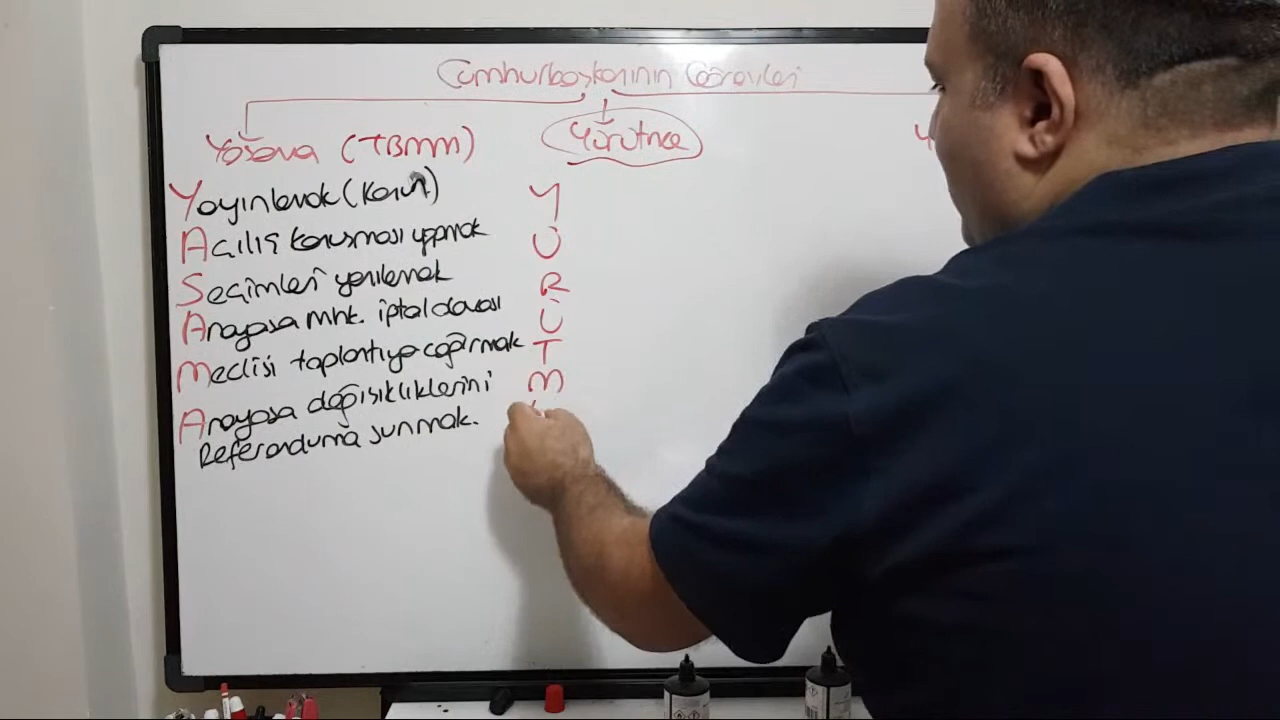 Cumhurbaşkanının Görevleri
Yasama (TBMM)
Yürütme
Y
Yayınlamak (Kanun)
Açılış konuşması yapmak
Seçimleri yenilemek
Anayasa mhk. iptal davası
Meclisi toplantıya çağırmak
Anayasa değişikliklerini
Referanduma sunmak.
Y
Ü
R
Ü
T
M